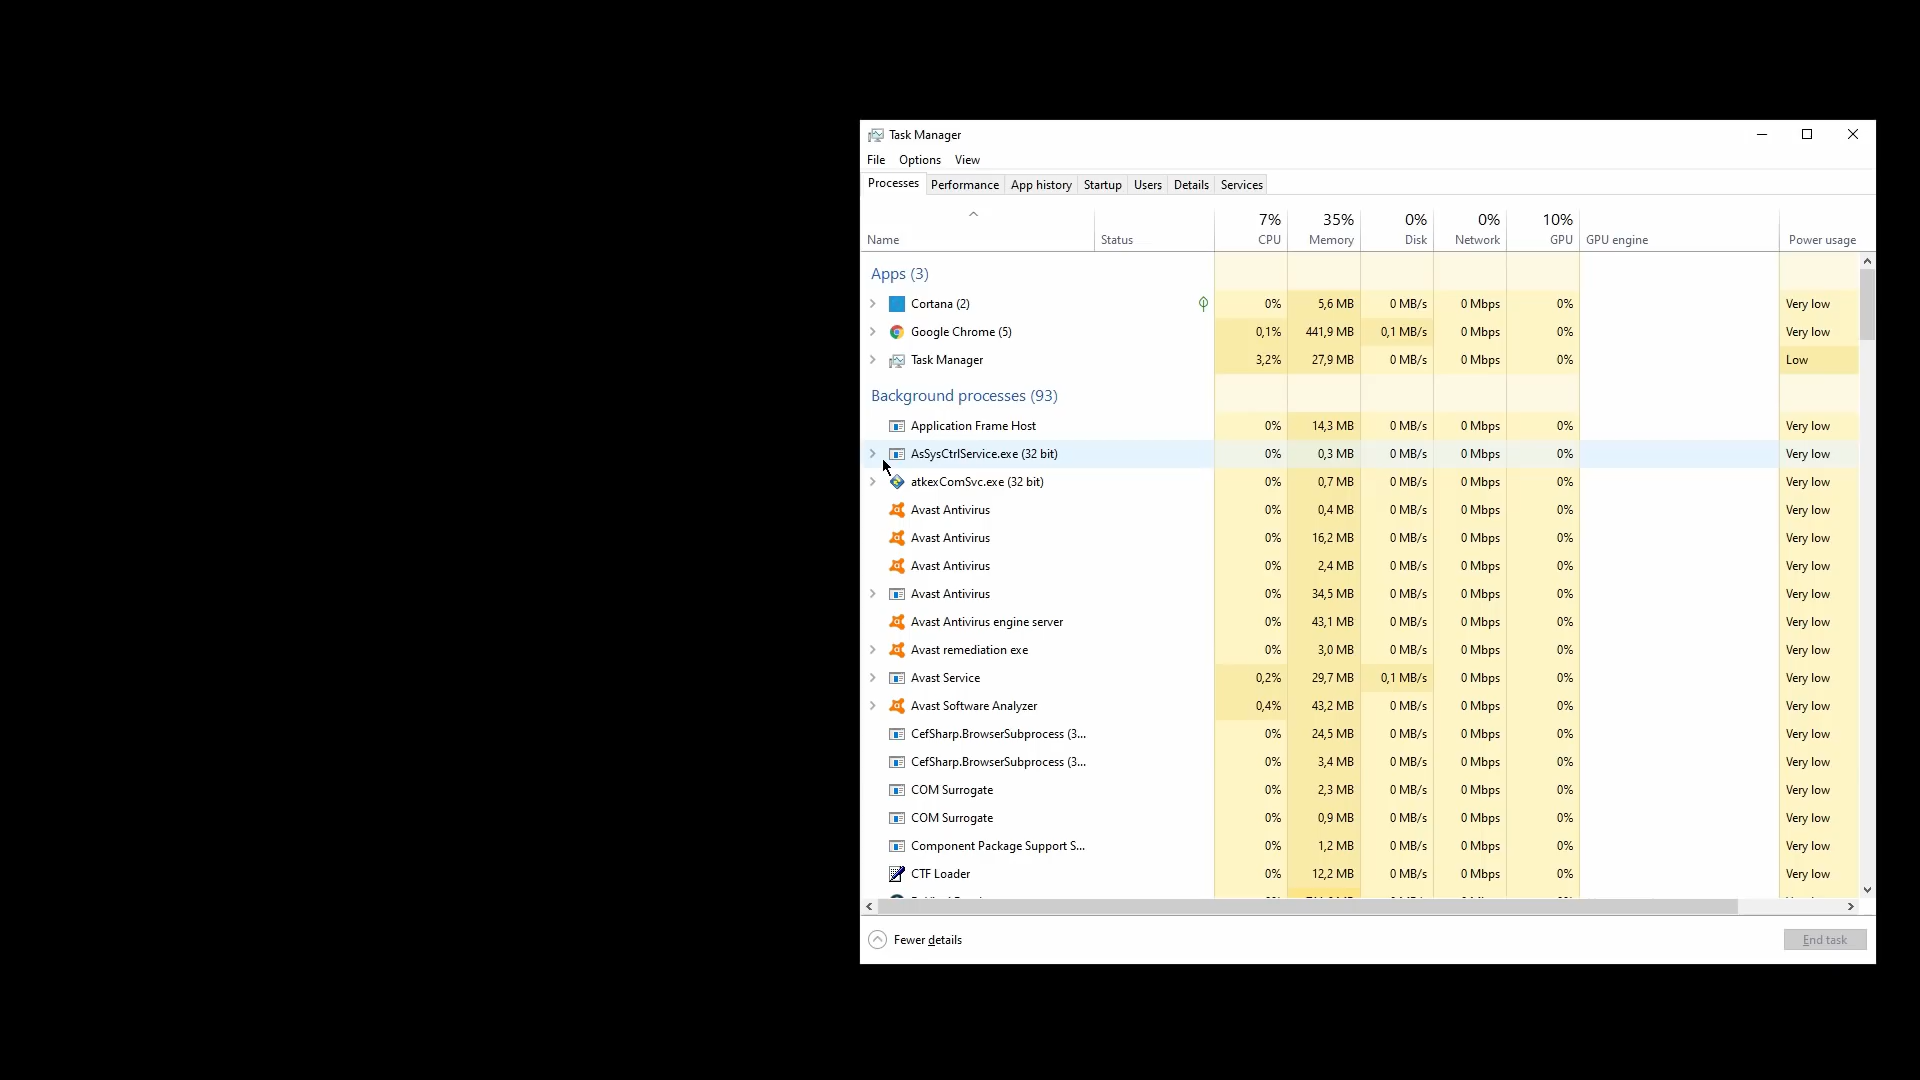 Task Manager
File Options View
Processes Performance App history Startup Users Details Services
7% 35% 0% 0% 10%
Name Status CPU Memory Disk Network GPU GPU engine Power usage
Apps (3)
Cortana (2) 0% 5,6 MB 0 MB/s 0 Mbps 0% Very low
Google Chrome (5) 0,1% 441,9 MB 0,1 MB/s 0 Mbps 0% Very low
Task Manager 3,2% 27,9 MB 0 MB/s 0 Mbps 0% Low
Background processes (93)
Application Frame Host 0% 14,3 MB 0 MB/s 0 Mbps 0% Very low
AsSysCtrlService.exe (32 bit) 0% 0,3 MB 0 MB/s 0 Mbps 0% Very low
atkexComSvc.exe (32 bit) 0% 0,7 MB 0 MB/s 0 Mbps 0% Very low
Avast Antivirus 0% 0,4 MB 0 MB/s 0 Mbps 0% Very low
Avast Antivirus 0% 16,2 MB 0 MB/s 0 Mbps 0% Very low
Avast Antivirus 0% 2,4 MB 0 MB/s 0 Mbps 0% Very low
Avast Antivirus 0% 34,5 MB 0 MB/s 0 Mbps 0% Very low
Avast Antivirus engine server 0% 43,1 MB 0 MB/s 0 Mbps 0% Very low
Avast remediation exe 0% 3,0 MB 0 MB/s 0 Mbps 0% Very low
Avast Service 0,2% 29,7 MB 0,1 MB/s 0 Mbps 0% Very low
Avast Software Analyzer 0,4% 43,2 MB 0 MB/s 0 Mbps 0% Very low
CefSharp.BrowserSubprocess (3... 0% 24,5 MB 0 MB/s 0 Mbps 0% Very low
CefSharp.BrowserSubprocess (3... 0% 3,4 MB 0 MB/s 0 Mbps 0% Very low
COM Surrogate 0% 2,3 MB 0 MB/s 0 Mbps 0% Very low
COM Surrogate 0% 0,9 MB 0 MB/s 0 Mbps 0% Very low
Component Package Support S... 0% 1,2 MB 0 MB/s 0 Mbps 0% Very low
CTF Loader 0% 12,2 MB 0 MB/s 0 Mbps 0% Very low
Fewer details End task